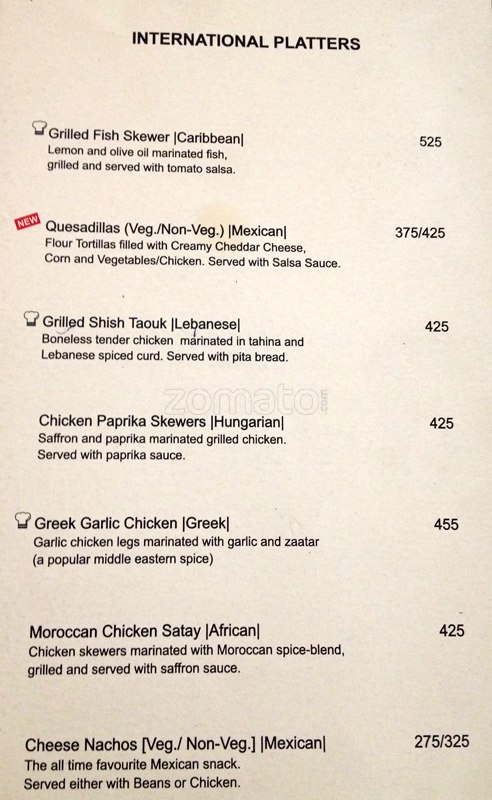 INTERNATIONAL PLATTERS
Grilled Fish Skewer |Caribbean| 525
Lemon and olive oil marinated fish,
grilled and served with tomato salsa.
NEW
Quesadillas (Veg./Non-Veg.) |Mexican| 375/425
Flour Tortillas filled with Creamy Cheddar Cheese,
Corn and Vegetables/Chicken. Served with Salsa Sauce.
Grilled Shish Taouk |Lebanese| 425
Boneless tender chicken marinated in tahina and
Lebanese spiced curd. Served with pita bread.
zomato.com
Chicken Paprika Skewers |Hungarian| 425
Saffron and paprika marinated grilled chicken.
Served with paprika sauce.
Greek Garlic Chicken |Greek| 455
Garlic chicken legs marinated with garlic and zaatar
(a popular middle eastern spice)
Moroccan Chicken Satay |African| 425
Chicken skewers marinated with Moroccan spice-blend,
grilled and served with saffron sauce.
Cheese Nachos [Veg./ Non-Veg.] |Mexican| 275/325
The all time favourite Mexican snack.
Served either with Beans or Chicken.